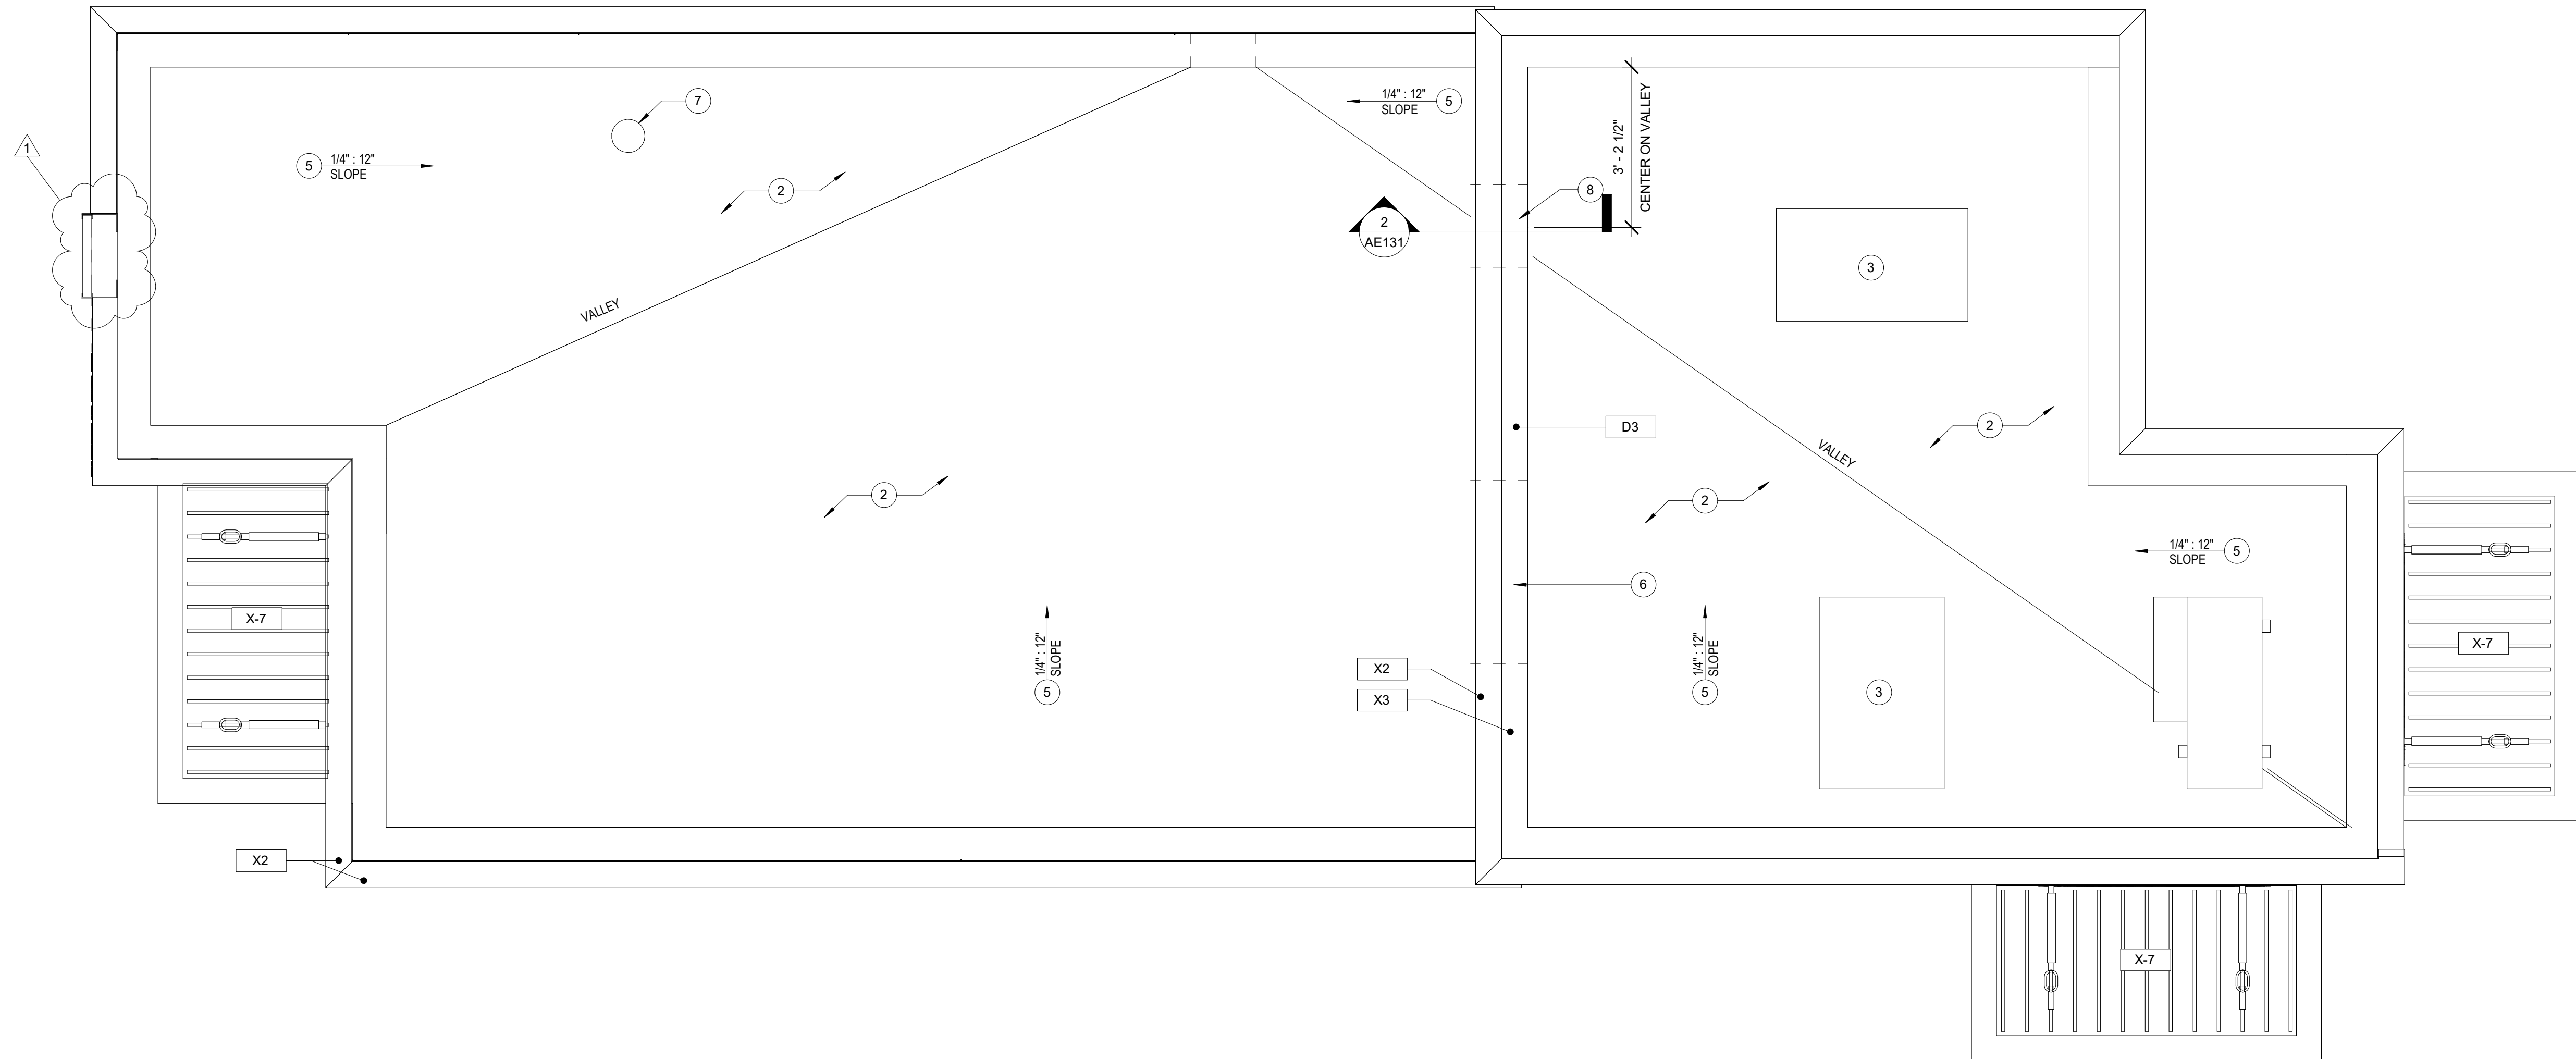 7
1/4" : 12"
SLOPE
5
1
5
1/4" : 12"
SLOPE
2
3' - 2 1/2"
CENTER ON VALLEY
8
2
AE131
3
VALLEY
D3
2
VALLEY
2
2
1/4" : 12"
SLOPE
5
6
X-7
1/4" : 12"
SLOPE
5
X2
X3
1/4" : 12"
SLOPE
5
3
X-7
X2
X-7